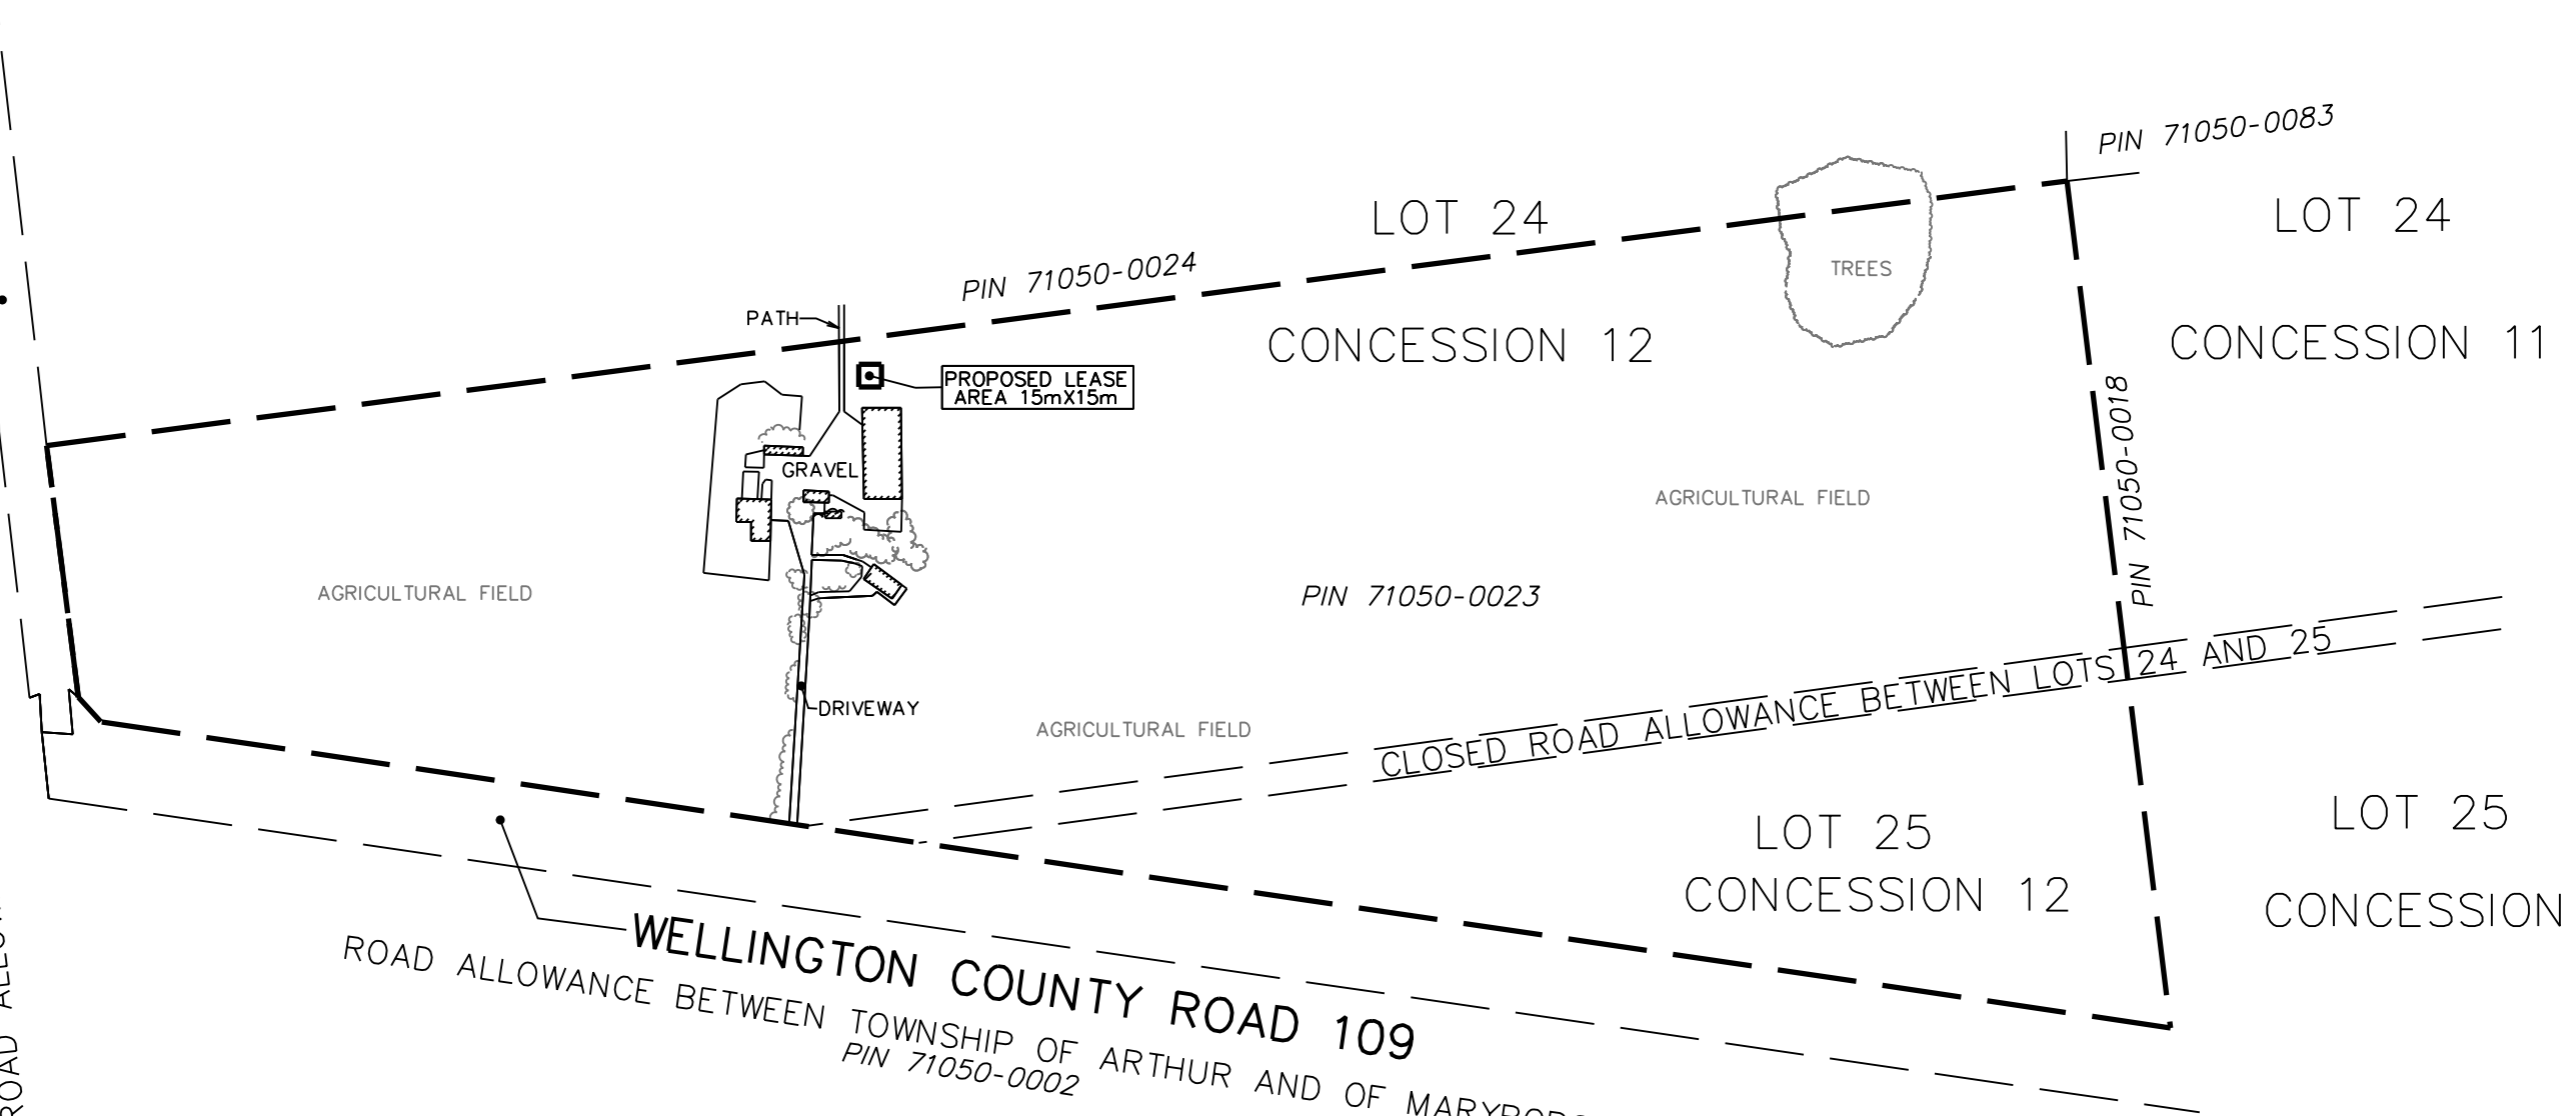 PIN 71050-0083
LOT 24
LOT 24
PIN 71050-0024
TREES
PATH
CONCESSION 12
CONCESSION 11
PROPOSED LEASE
AREA 15mX15m
PIN 71050-0018
GRAVEL
AGRICULTURAL FIELD
AGRICULTURAL FIELD
PIN 71050-0023
CLOSED ROAD ALLOWANCE BETWEEN LOTS 24 AND 25
DRIVEWAY
AGRICULTURAL FIELD
LOT 25
CONCESSION 12
LOT 25
CONCESSION
WELLINGTON COUNTY ROAD 109
ROAD ALLOWANCE BETWEEN TOWNSHIP OF ARTHUR AND OF
PIN 71050-0002
ROAD